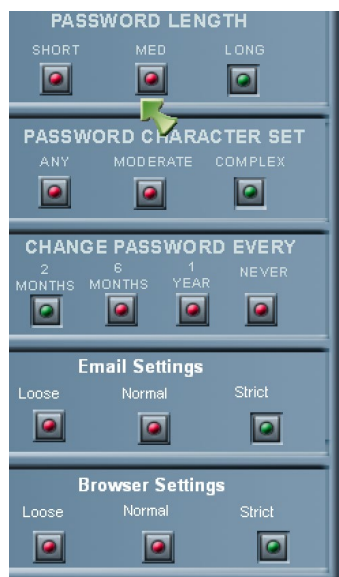 PASSWORD LENGTH
SHORT MED LONG
PASSWORD CHARACTER SET
ANY MODERATE COMPLEX
CHANGE PASSWORD EVERY
2 MONTHS 6 MONTHS 1 YEAR NEVER
Email Settings
Loose Normal Strict
Browser Settings
Loose Normal Strict